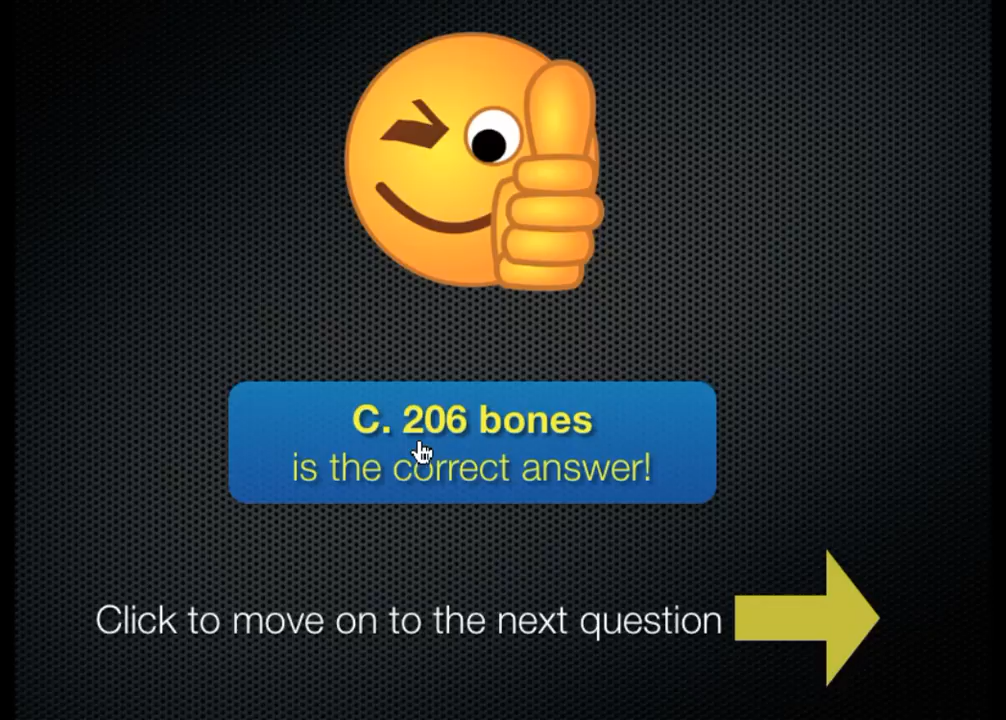 C. 206 bones
is the correct answer!
Click to move on to the next question